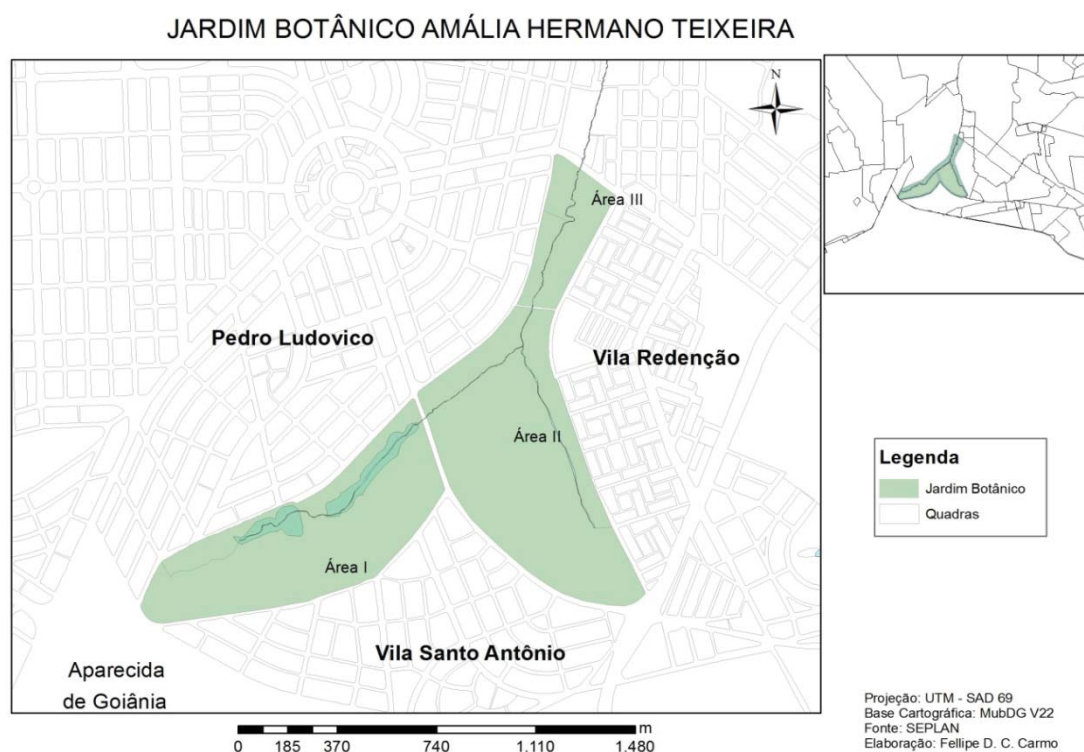 JARDIM BOTÂNICO AMÁLIA HERMANO TEIXEIRA
N
Área III
Pedro Ludovico
Vila Redenção
Área II
Área I
Vila Santo Antônio
Aparecida
de Goiânia
Legenda
Jardim Botânico
Quadras
m
0 185 370 740 1.110 1.480
Projeção: UTM - SAD 69
Base Cartográfica: MubDG V22
Fonte: SEPLAN
Elaboração: Fellipe D. C. Carmo